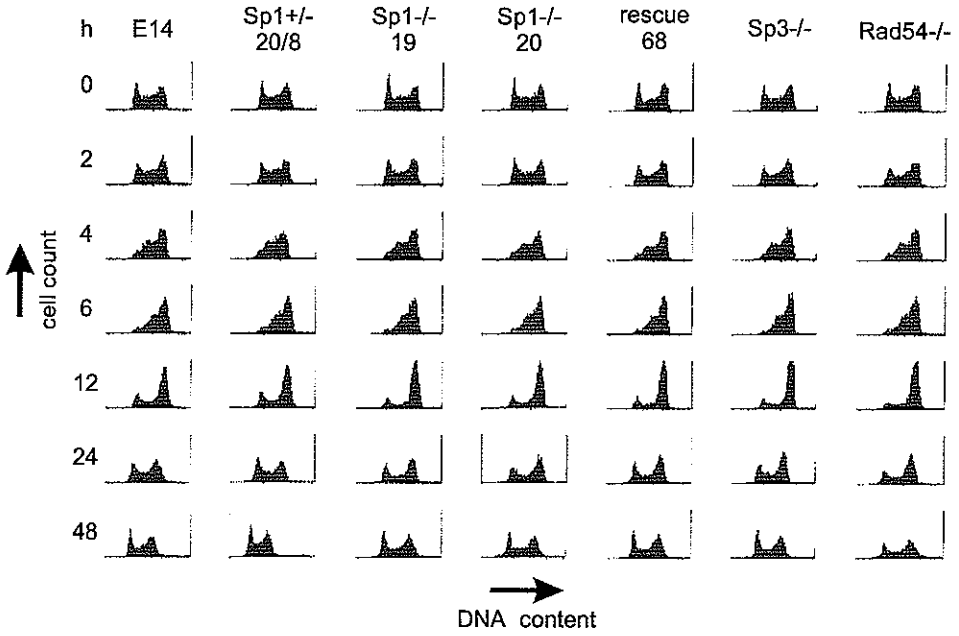 h E14 Sp1+/- 20/8 Sp1-/- 19 Sp1-/- 20 rescue 68 Sp3-/- Rad54-/-
0
2
4
6
12
24
48
cell count
DNA content